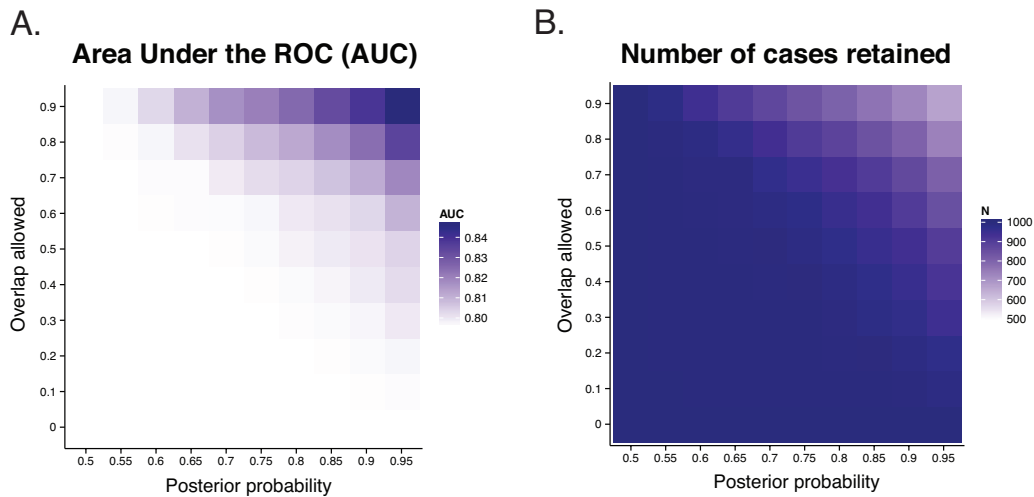 A.
Area Under the ROC (AUC)
0.9
0.8
0.7
0.6
0.5
0.4
0.3
0.2
0.1
0
Overlap allowed
0.5 0.55 0.6 0.65 0.7 0.75 0.8 0.85 0.9 0.95
Posterior probability
AUC
0.84
0.83
0.82
0.81
0.80
B.
Number of cases retained
0.9
0.8
0.7
0.6
0.5
0.4
0.3
0.2
0.1
0
Overlap allowed
0.5 0.55 0.6 0.65 0.7 0.75 0.8 0.85 0.9 0.95
Posterior probability
N
1000
900
800
700
600
500